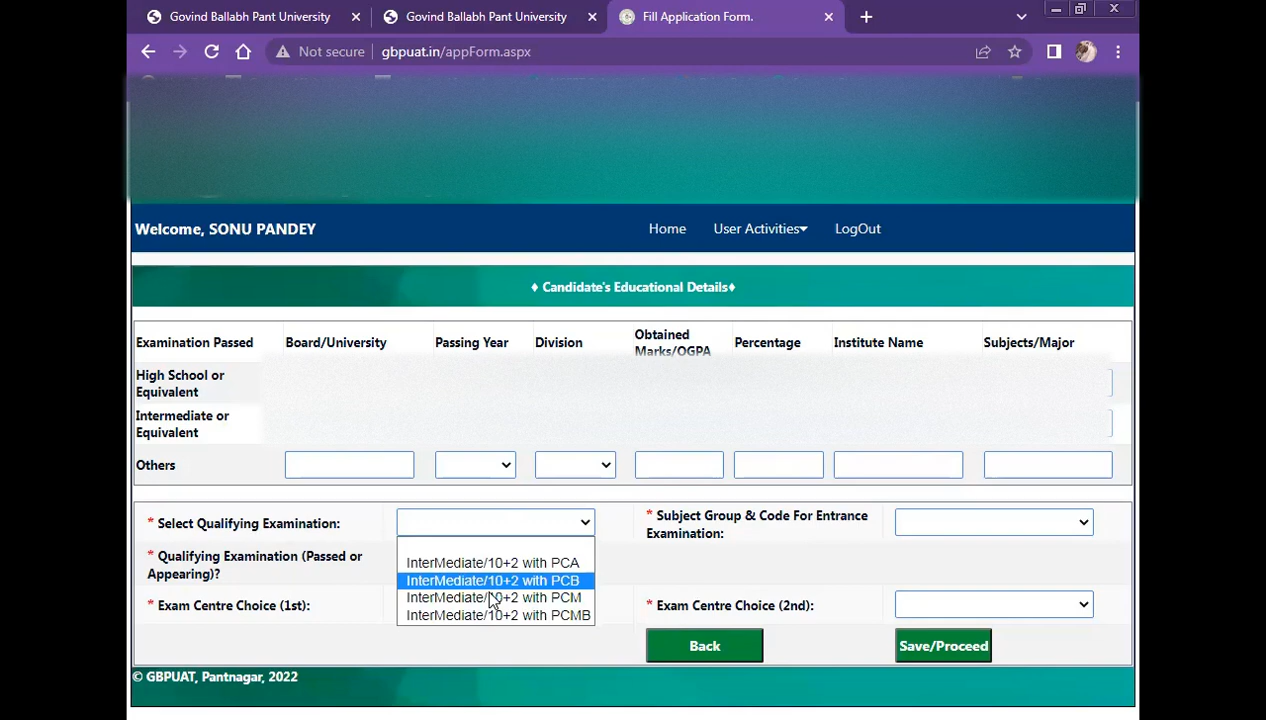 Govind Ballabh Pant University
Govind Ballabh Pant University
Fill Application Form.
Not secure
gbpuat.in/appForm.aspx
Welcome, SONU PANDEY
Home
User Activities
LogOut
♦ Candidate's Educational Details♦
Examination Passed
Board/University
Passing Year
Division
Obtained
Marks/OGPA
Percentage
Institute Name
Subjects/Major
High School or
Equivalent
Intermediate or
Equivalent
Others
* Select Qualifying Examination:
* Subject Group & Code For Entrance
Examination:
InterMediate/10+2 with PCA
InterMediate/10+2 with PCB
InterMediate/10+2 with PCM
InterMediate/10+2 with PCMB
* Qualifying Examination (Passed or
Appearing)?
* Exam Centre Choice (1st):
* Exam Centre Choice (2nd):
Back
Save/Proceed
© GBPUAT, Pantnagar, 2022